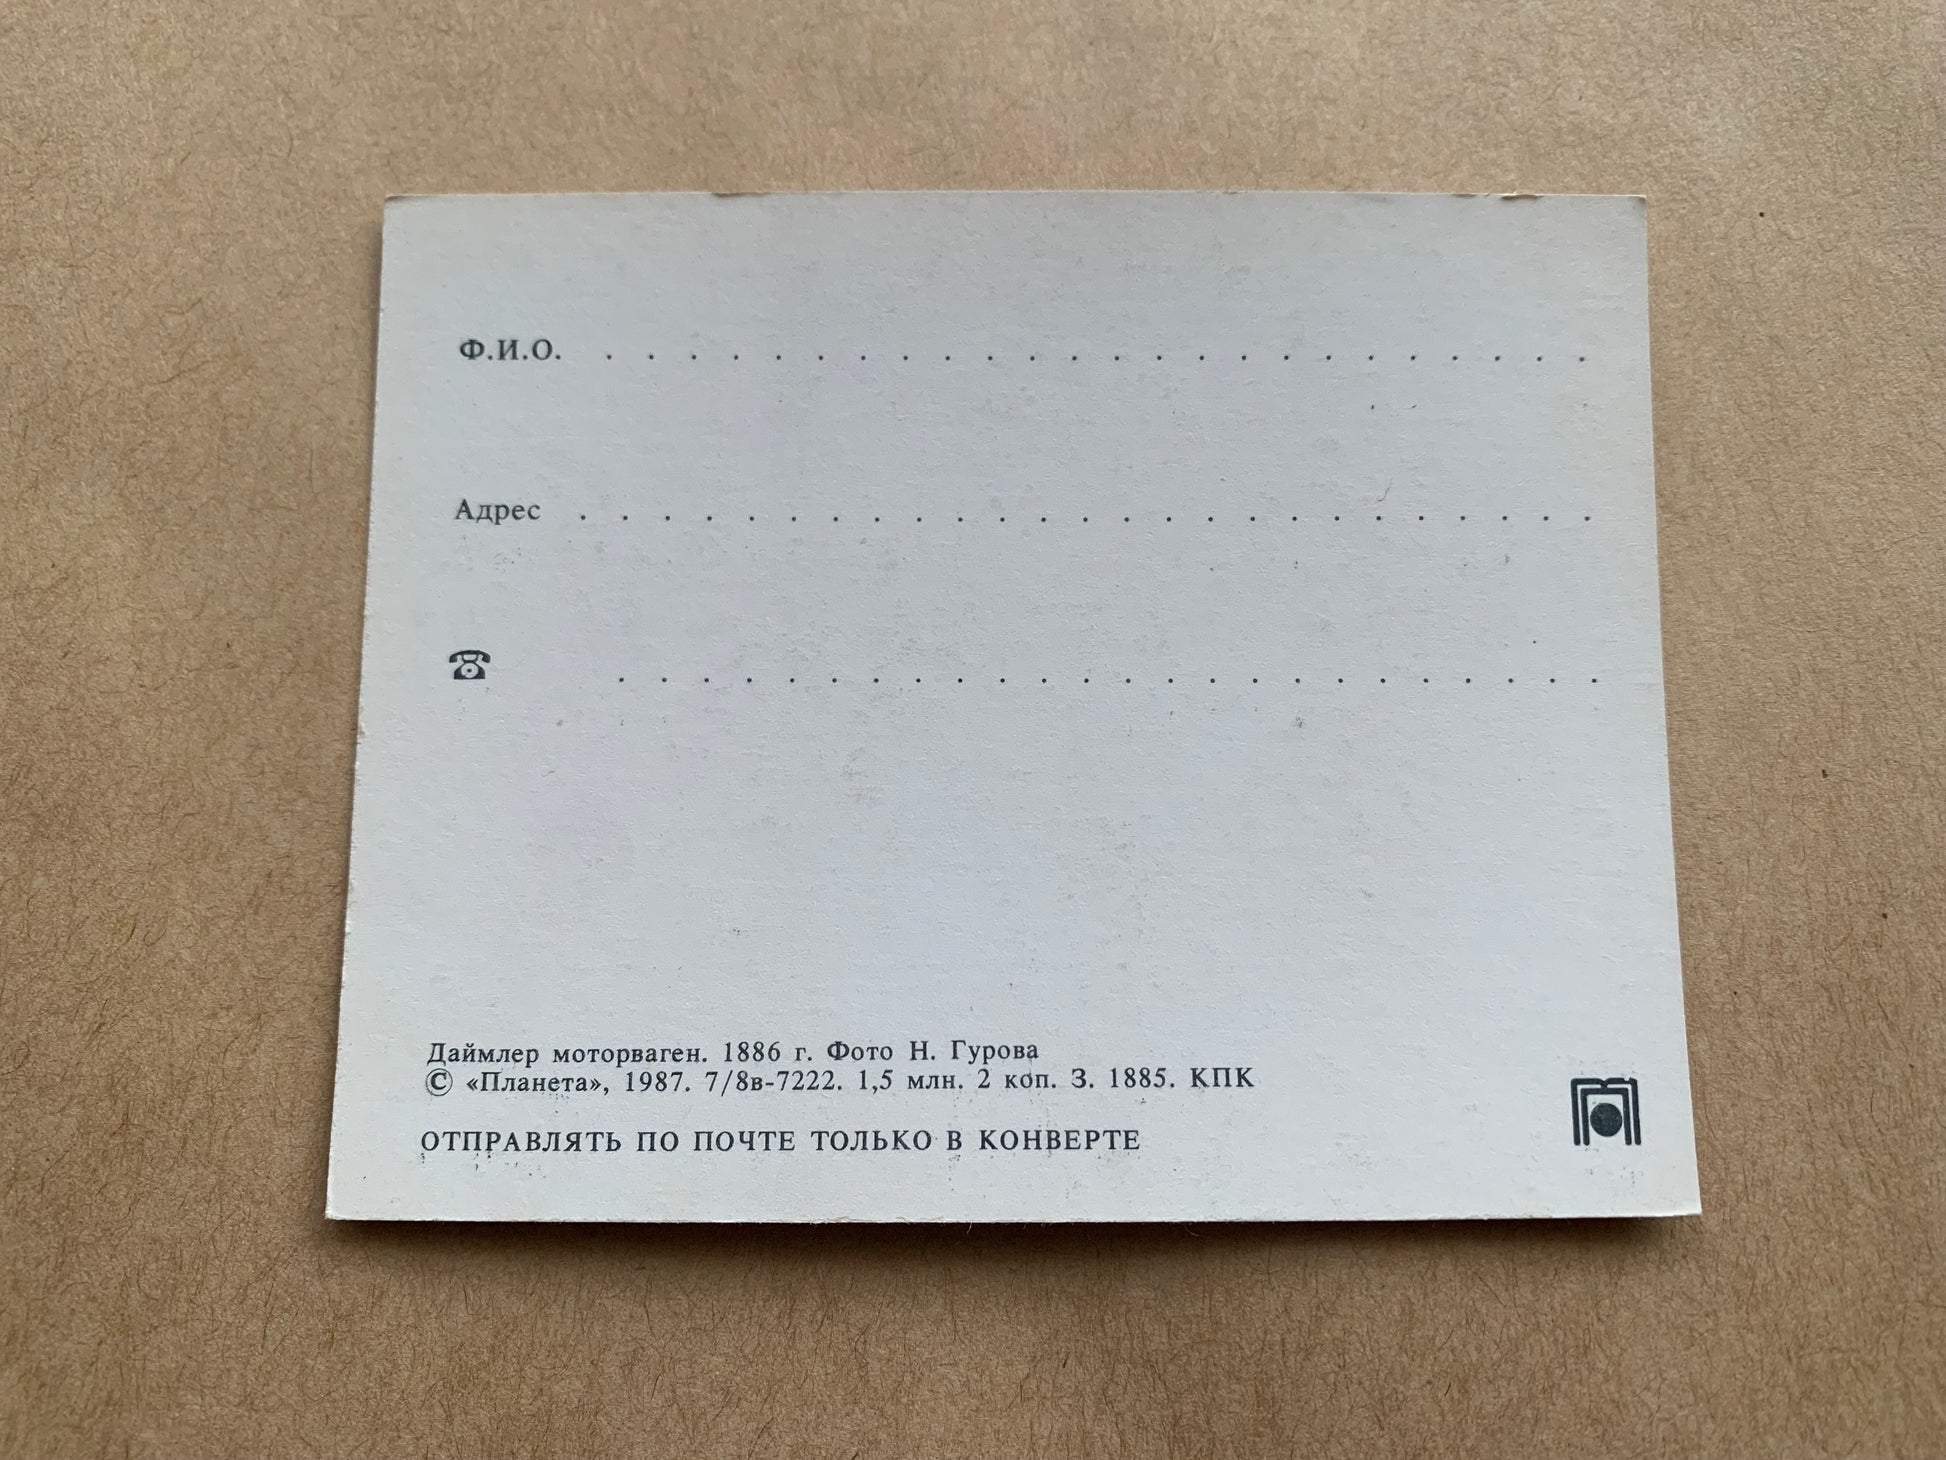 Ф.И.О. . . . . . . . . . . . . . . . . . . . . . . . .
Адрес . . . . . . . . . . . . . . . . . . . . . . . . .
☎ . . . . . . . . . . . . . . . . . . . . . . . .
Даймлер моторваген. 1886 г. Фото Н. Гурова
© «Планета», 1987. 7/8в-7222. 1,5 млн. 2 коп. З. 1885. КПК
ОТПРАВЛЯТЬ ПО ПОЧТЕ ТОЛЬКО В КОНВЕРТЕ